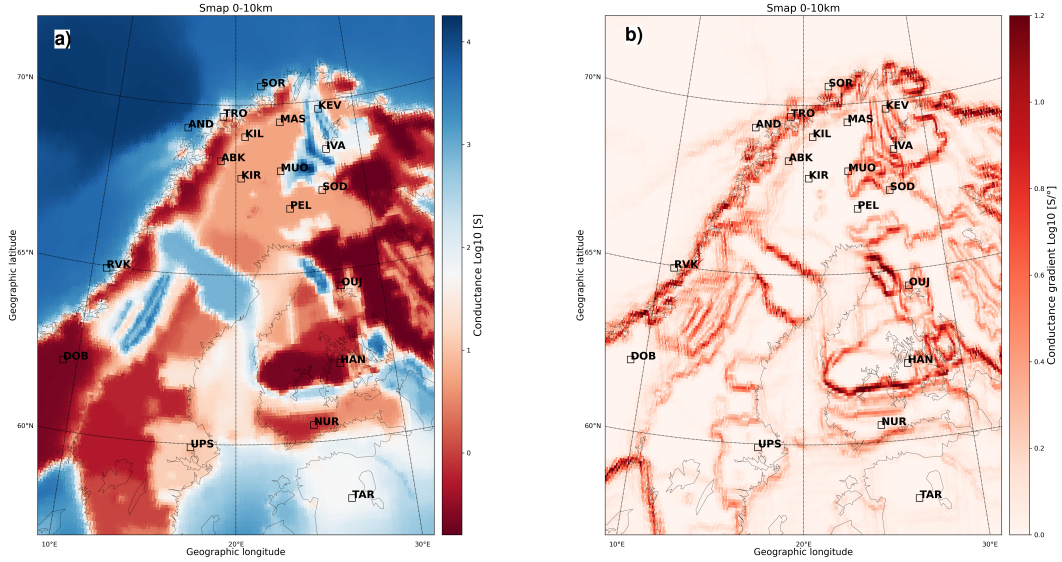 Smap 0-10km
a)
70°N
65°N
60°N
Geographic latitude
SOR
KEV
TRO
MAS
AND
KIL
IVA
ABK
MUO
KIR
SOD
PEL
RVK
OUJ
DOB
HAN
NUR
UPS
TAR
10°E
20°E
30°E
Geographic longitude
4
3
2
1
0
Conductance Log10 [S]
Smap 0-10km
b)
70°N
65°N
60°N
Geographic latitude
SOR
KEV
TRO
MAS
AND
KIL
IVA
ABK
MUO
KIR
SOD
PEL
RVK
OUJ
DOB
HAN
NUR
UPS
TAR
10°E
20°E
30°E
Geographic longitude
1.2
1.0
0.8
0.6
0.4
0.2
0.0
Conductance gradient Log10 [S/°]